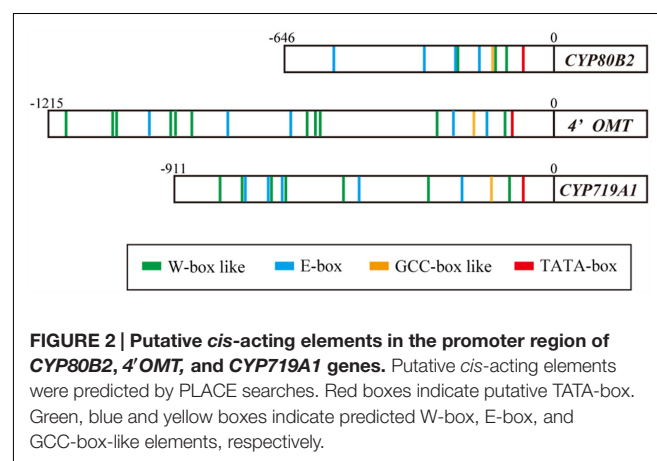 -646 0
CYP80B2
-1215 0
4' OMT
-911 0
CYP719A1
W-box like E-box GCC-box like TATA-box
FIGURE 2 | Putative cis-acting elements in the promoter region of
CYP80B2, 4′OMT, and CYP719A1 genes. Putative cis-acting elements
were predicted by PLACE searches. Red boxes indicate putative TATA-box.
Green, blue and yellow boxes indicate predicted W-box, E-box, and
GCC-box-like elements, respectively.